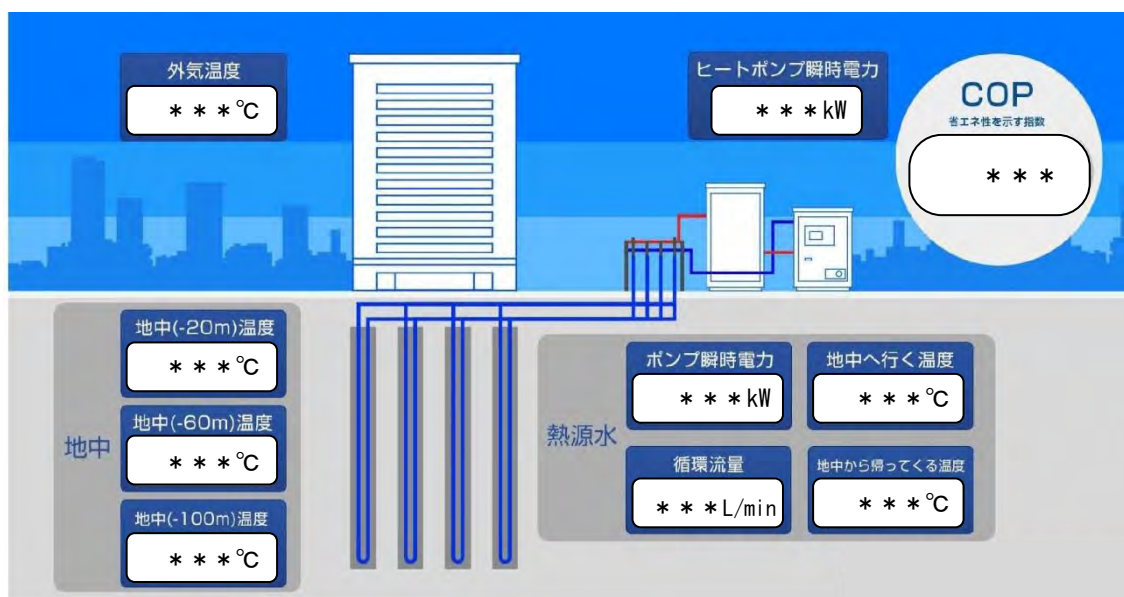 外気温度
***℃
ヒートポンプ瞬時電力
***kW
COP
省エネ性を示す指数
***
地中
地中(-20m)温度
***℃
地中(-60m)温度
***℃
地中(-100m)温度
***℃
熱源水
ポンプ瞬時電力
***kW
地中へ行く温度
***℃
循環流量
***L/min
地中から帰ってくる温度
***℃